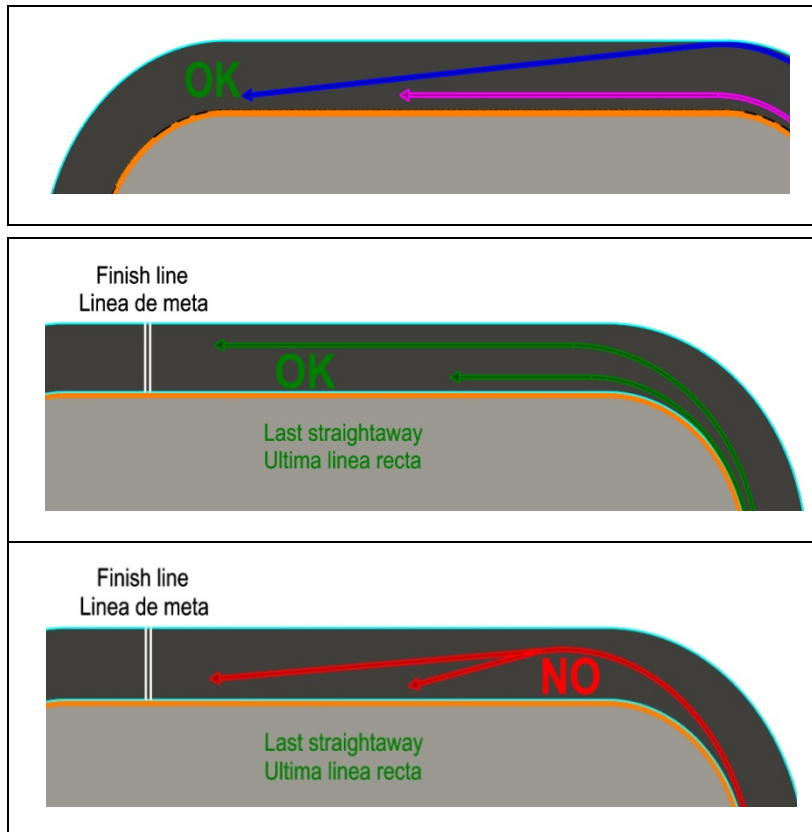 OK
Finish line
Linea de meta
OK
Last straightaway
Ultima linea recta
Finish line
Linea de meta
NO
Last straightaway
Ultima linea recta